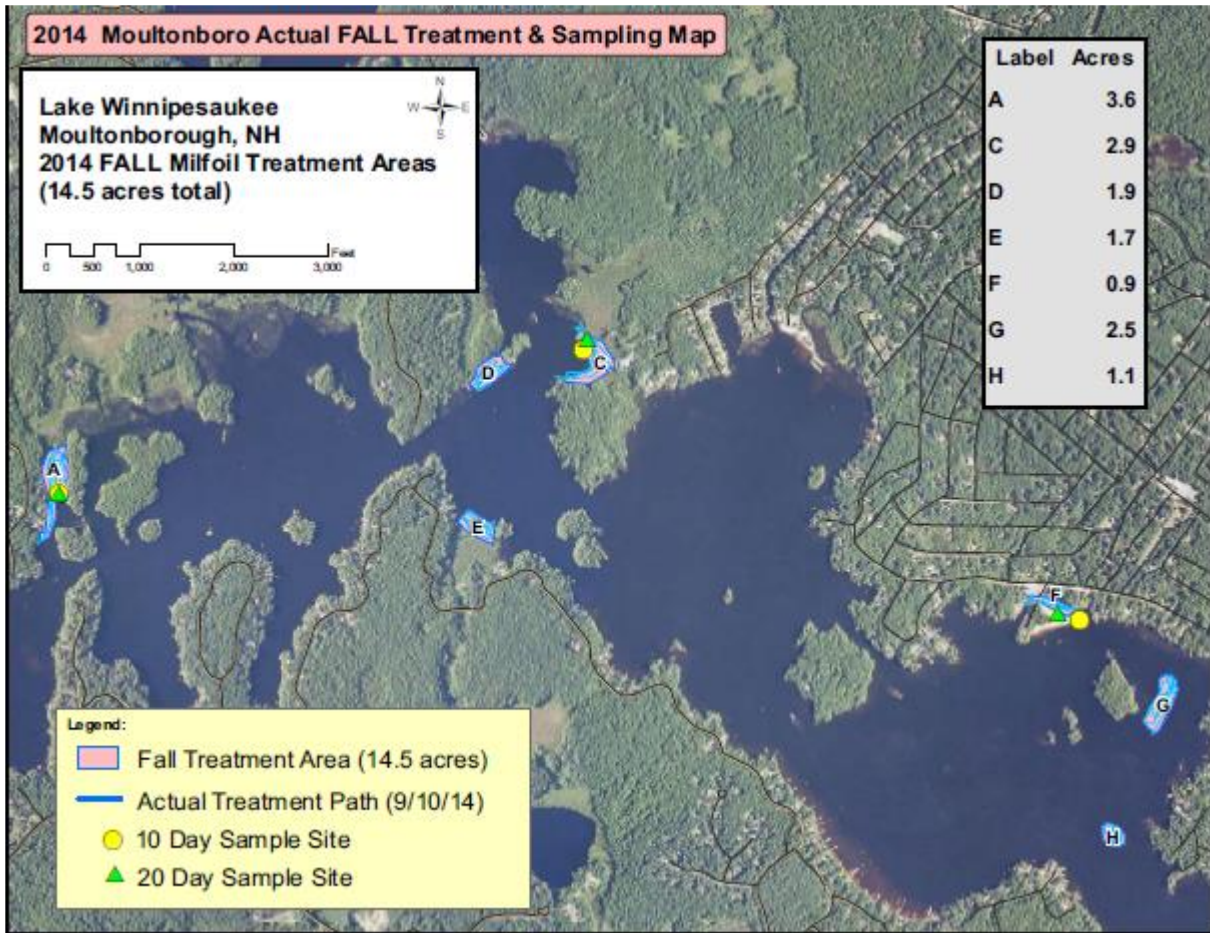 2014 Moultonboro Actual FALL Treatment & Sampling Map
Lake Winnipesaukee
Moultonborough, NH
2014 FALL Milfoil Treatment Areas
(14.5 acres total)
N
W E
S
Feet
0 500 1,000 2,000 3,000
Label Acres
A 3.6
C 2.9
D 1.9
E 1.7
F 0.9
G 2.5
H 1.1
D
C
A
E
F
G
H
Legend:
Fall Treatment Area (14.5 acres)
Actual Treatment Path (9/10/14)
10 Day Sample Site
20 Day Sample Site